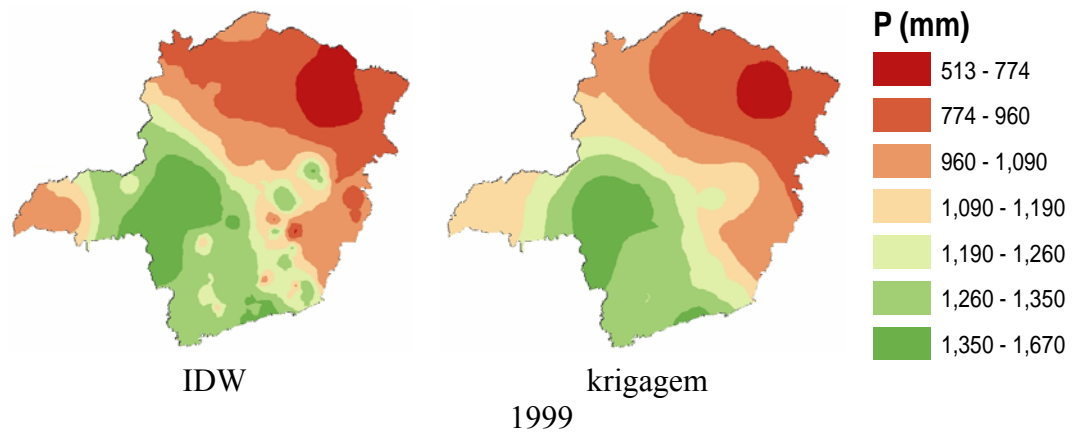 P (mm)
513 - 774
774 - 960
960 - 1,090
1,090 - 1,190
1,190 - 1,260
1,260 - 1,350
1,350 - 1,670
IDW
krigagem
1999